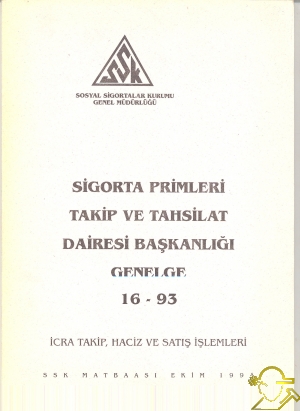 SSK
SOSYAL SİGORTALAR KURUMU
GENEL MÜDÜRLÜĞÜ
SİGORTA PRİMLERİ
TAKİP VE TAHSİLAT
DAİRESİ BAŞKANLIĞI
GENELGE
16 - 93
İCRA TAKİP, HACİZ VE SATIŞ İŞLEMLERİ
SSK MATBAASI EKİM